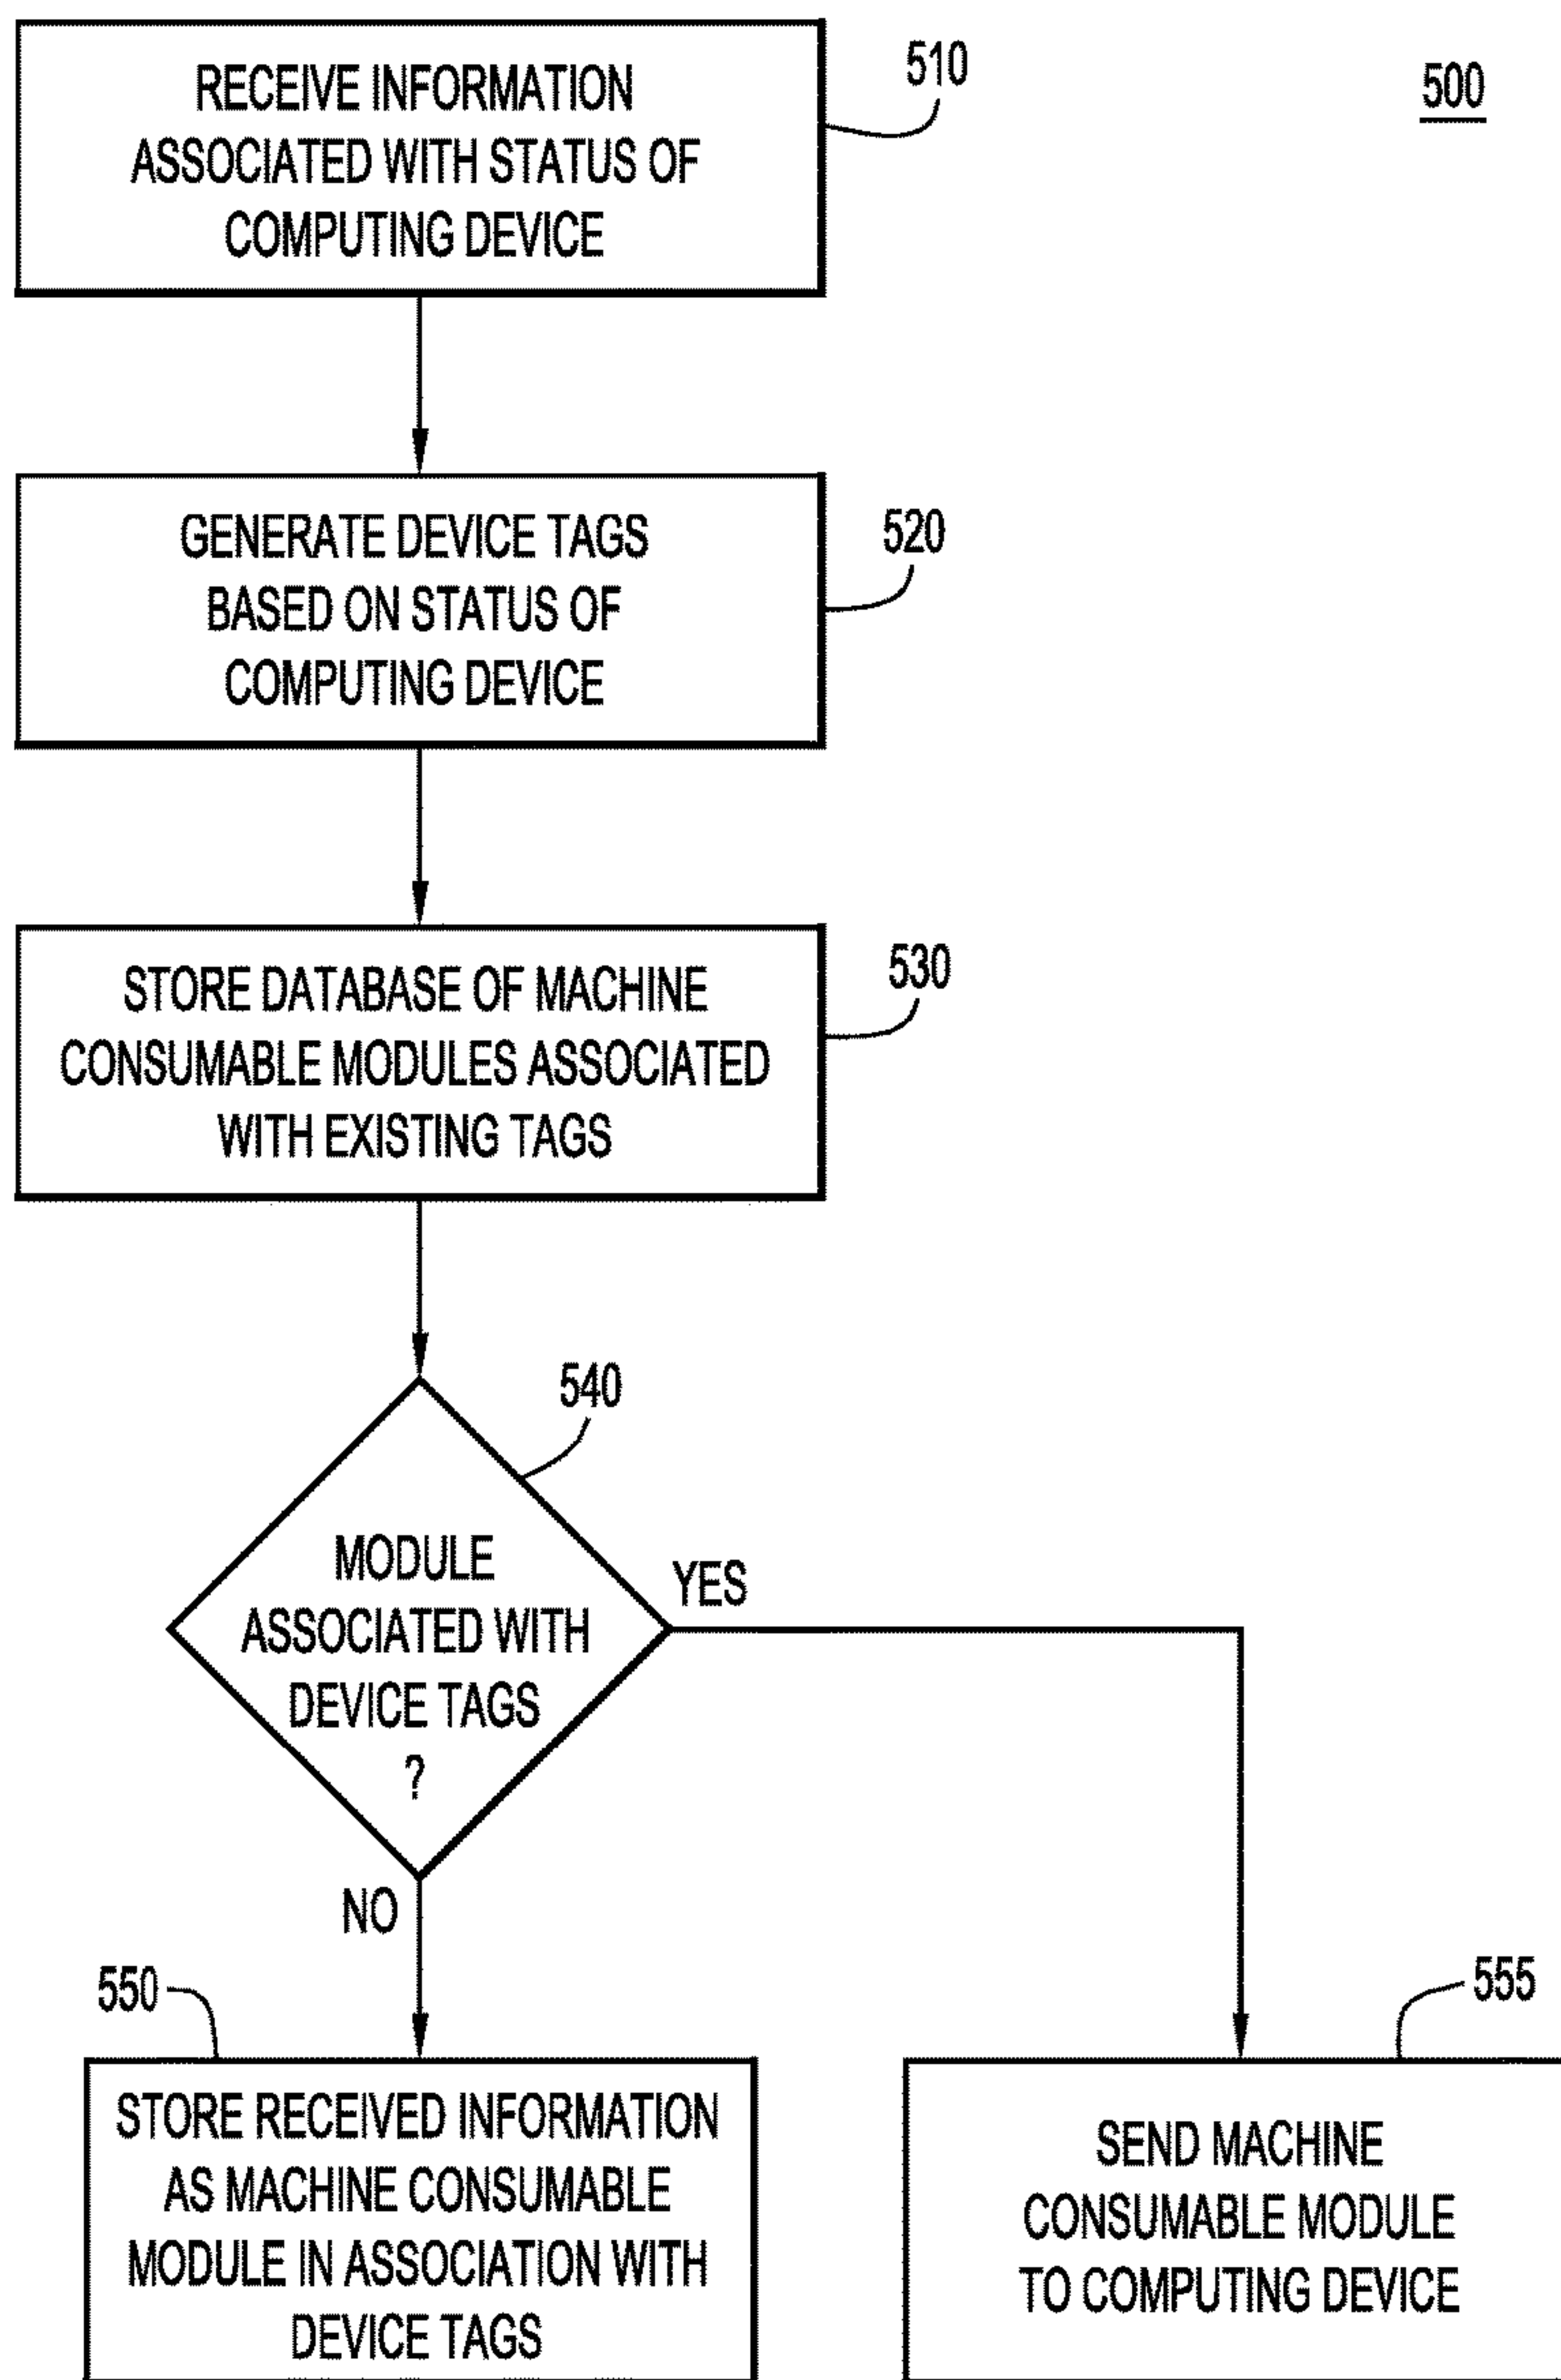 RECEIVE INFORMATION
ASSOCIATED WITH STATUS OF
COMPUTING DEVICE
510
500
GENERATE DEVICE TAGS
BASED ON STATUS OF
COMPUTING DEVICE
520
STORE DATABASE OF MACHINE
CONSUMABLE MODULES ASSOCIATED
WITH EXISTING TAGS
530
540
MODULE
ASSOCIATED WITH
DEVICE TAGS
?
YES
NO
550
STORE RECEIVED INFORMATION
AS MACHINE CONSUMABLE
MODULE IN ASSOCIATION WITH
DEVICE TAGS
555
SEND MACHINE
CONSUMABLE MODULE
TO COMPUTING DEVICE